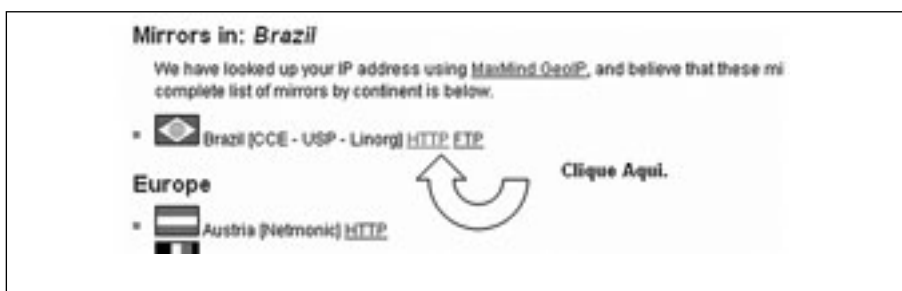 Mirrors in: Brazil
We have looked up your IP address using MaxMind GeoIP, and believe that these mi
complete list of mirrors by continent is below.
Brazil [CCE - USP - Linorg] HTTP FTP
Clique Aqui.
Europe
Austria [Netmonic] HTTP